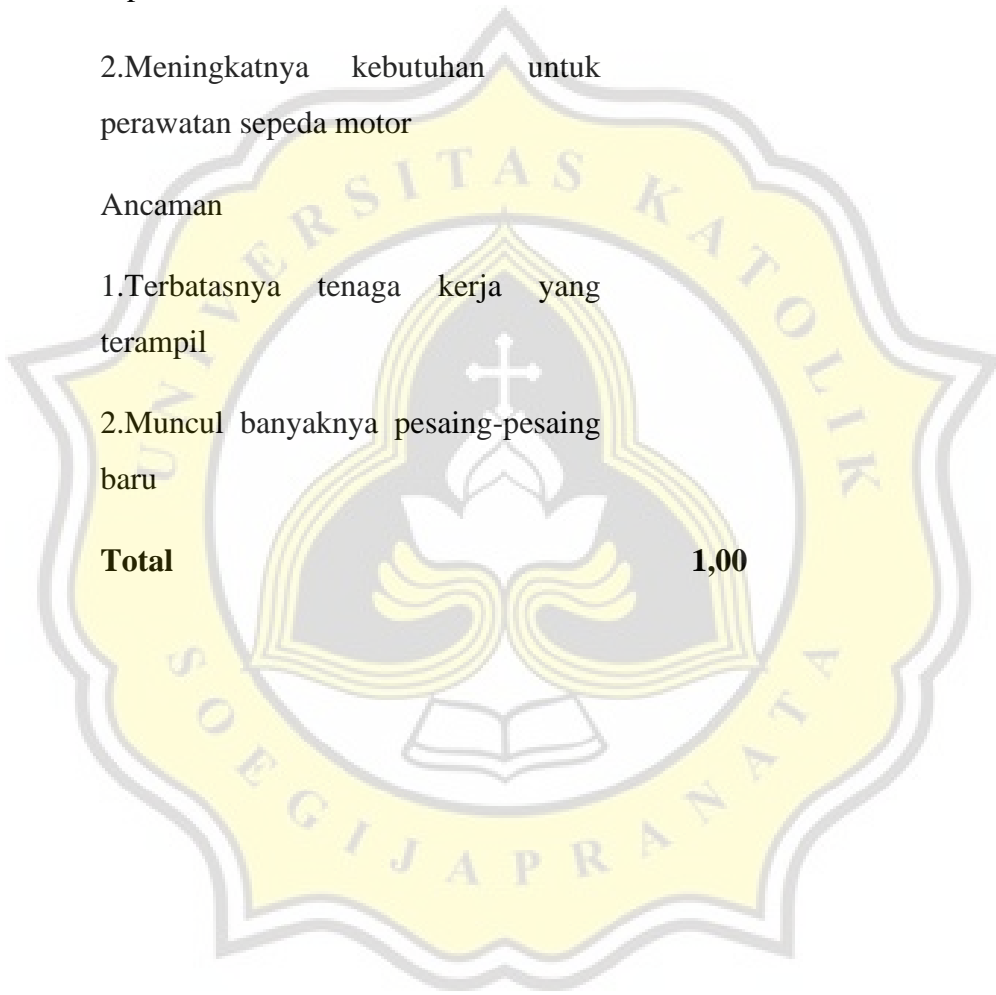 2.Meningkatnya kebutuhan untuk
perawatan sepeda motor
Ancaman
1.Terbatasnya tenaga kerja yang
terampil
2.Muncul banyaknya pesaing-pesaing
baru
Total 1,00
UNIVERSITAS KATOLIK
SOEGIJAPRANATA